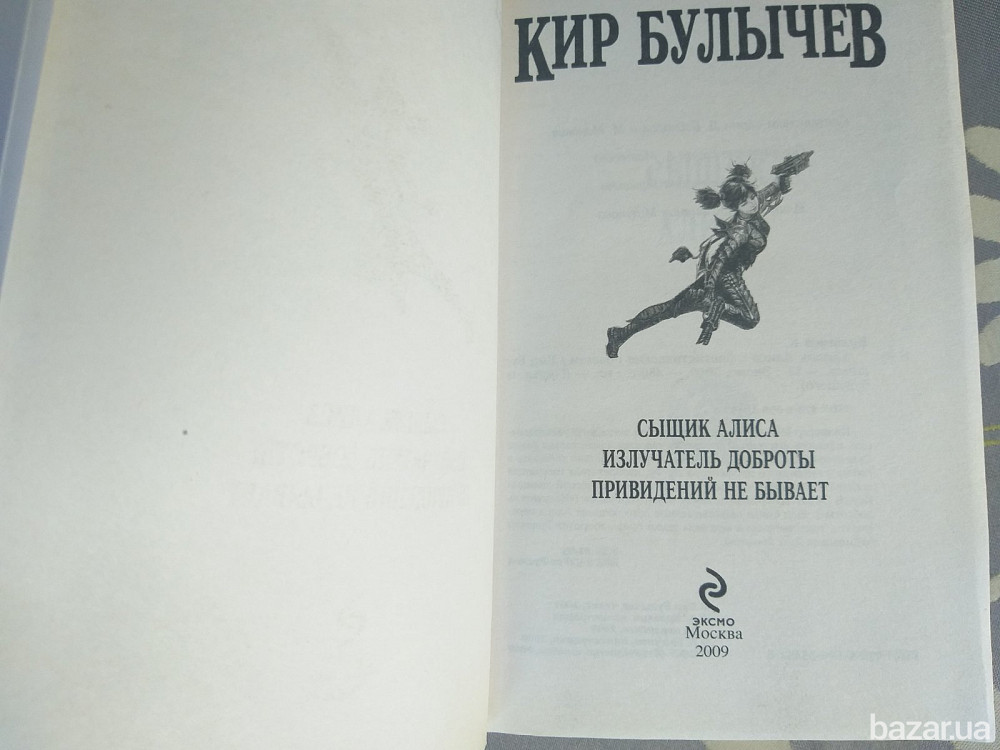 КИР БУЛЫЧЕВ
СЫЩИК АЛИСА
ИЗЛУЧАТЕЛЬ ДОБРОТЫ
ПРИВИДЕНИЙ НЕ БЫВАЕТ
ЭКСМО
Москва
2009
bazar.ua